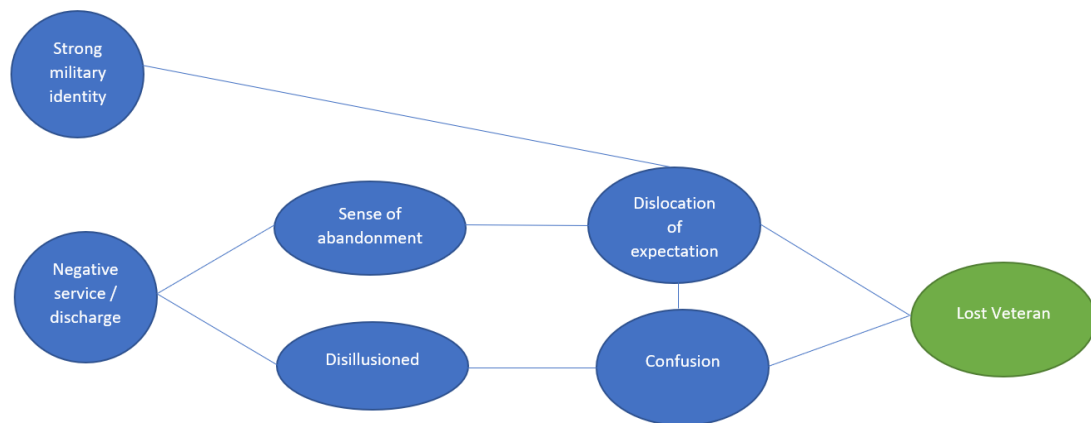 Strong
military
identity
Sense of
abandonment
Dislocation
of
expectation
Negative
service /
discharge
Lost Veteran
Disillusioned
Confusion